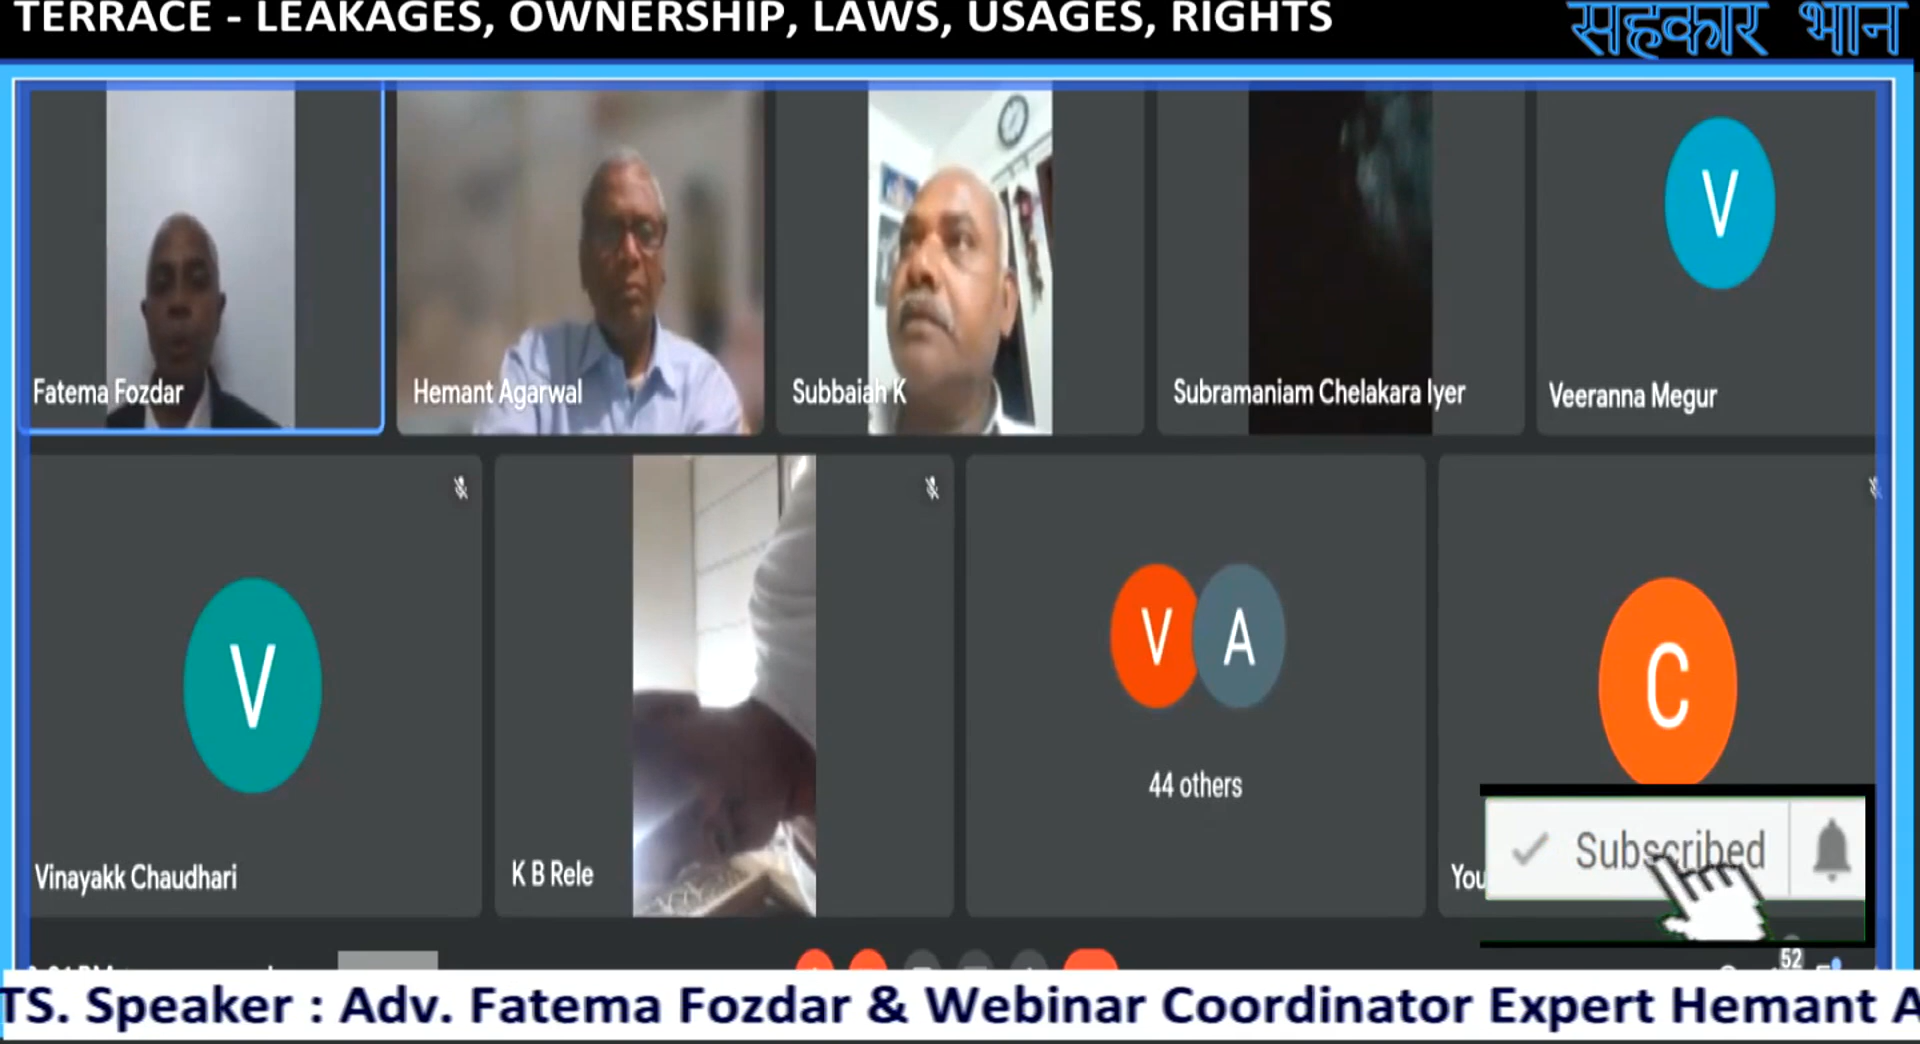 TERRACE - LEAKAGES, OWNERSHIP, LAWS, USAGES, RIGHTS
सहकार भान
Fatema Fozdar
Hemant Agarwal
Subbaiah K
Subramaniam Chelakara Iyer
V
Veeranna Megur
V
Vinayakk Chaudhari
K B Rele
V A
44 others
C
You
Subscribed
52
TS. Speaker : Adv. Fatema Fozdar & Webinar Coordinator Expert Hemant A